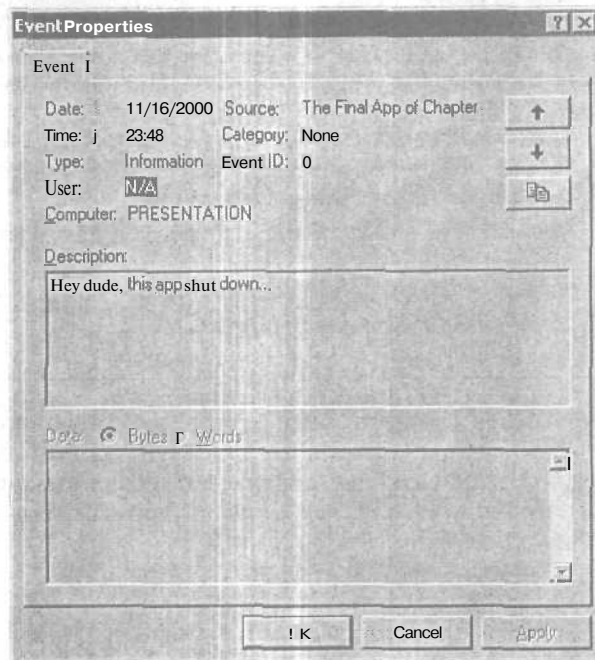 Event Properties
Event I
Date: 11/16/2000 Source: The Final App of Chapter
Time: j 23:48 Category: None
Type: Information Event ID: 0
User: N/A
Computer: PRESENTATION
Description:
Hey dude, this app shut down...
Data: Bytes Γ Words
! K Cancel Apply